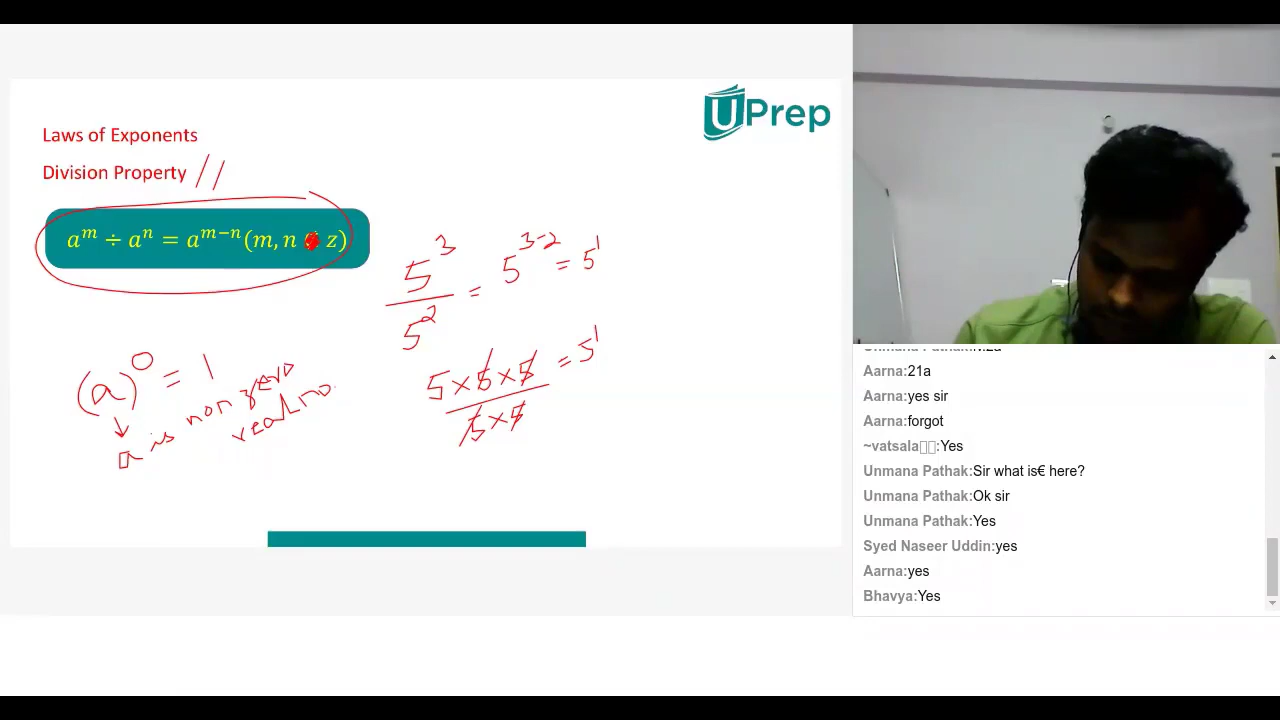 UPrep
Laws of Exponents
Division Property //
a^m ÷ a^n = a^{m−n} (m, n z)
5^3 / 5^2 = 5^{3-2} = 5^1
5 × 5 × 5 / 5 × 5 = 5^1
(a)^0 = 1
↓
a is non zero
real no.
Aarna:21a
Aarna:yes sir
Aarna:forgot
~vatsala:Yes
Unmana Pathak:Sir what is€ here?
Unmana Pathak:Ok sir
Unmana Pathak:Yes
Syed Naseer Uddin:yes
Aarna:yes
Bhavya:Yes